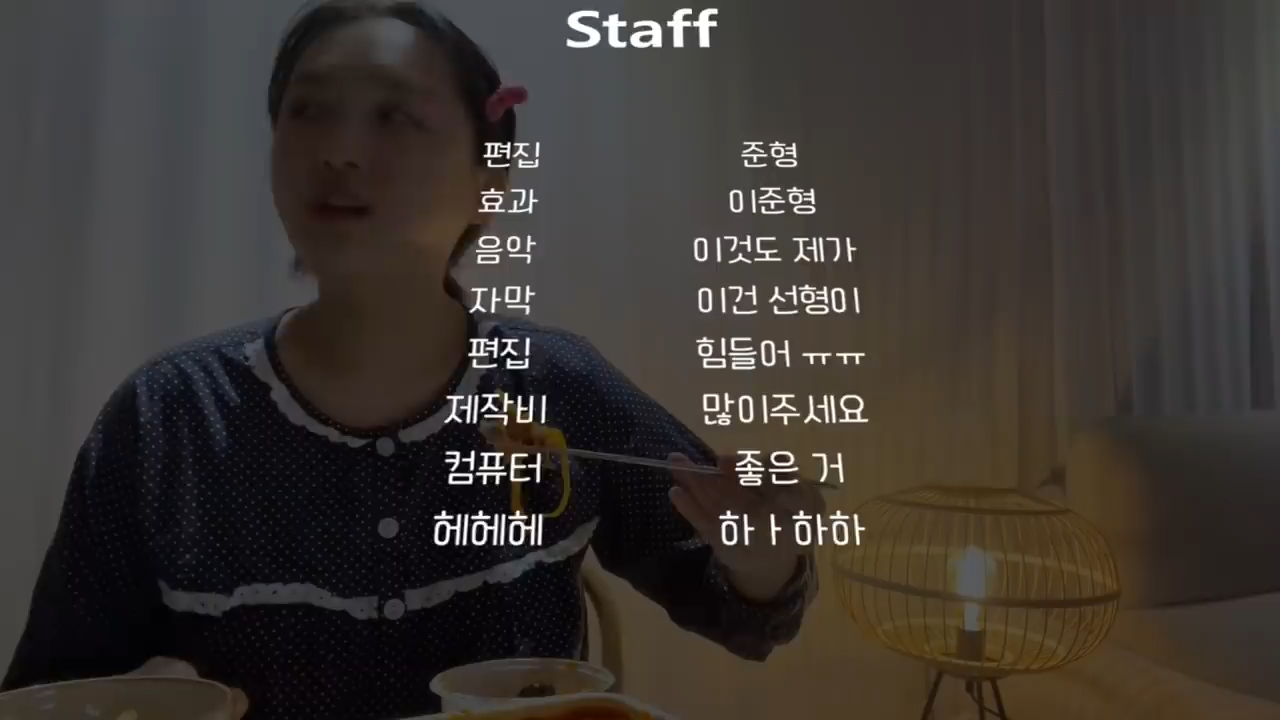 Staff
편집 준형
효과 이준형
음악 이것도 제가
자막 이건 선형이
편집 힘들어 ㅠㅠ
제작비 많이주세요
컴퓨터 좋은 거
헤헤헤 하ㅏ하하